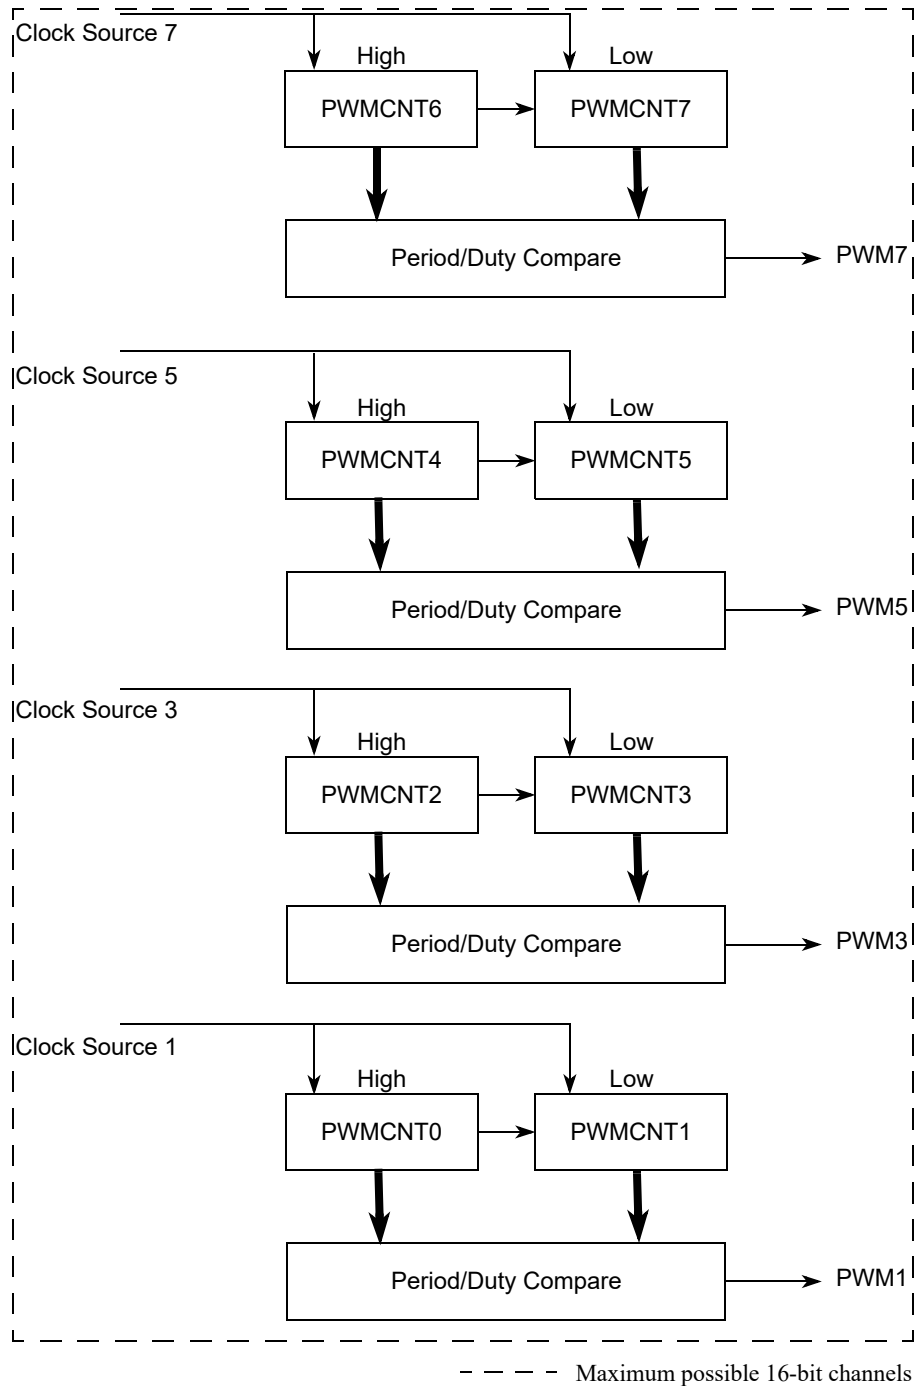 Clock Source 7
High
Low
PWMCNT6
PWMCNT7
Period/Duty Compare
PWM7
Clock Source 5
High
Low
PWMCNT4
PWMCNT5
Period/Duty Compare
PWM5
Clock Source 3
High
Low
PWMCNT2
PWMCNT3
Period/Duty Compare
PWM3
Clock Source 1
High
Low
PWMCNT0
PWMCNT1
Period/Duty Compare
PWM1
Maximum possible 16-bit channels